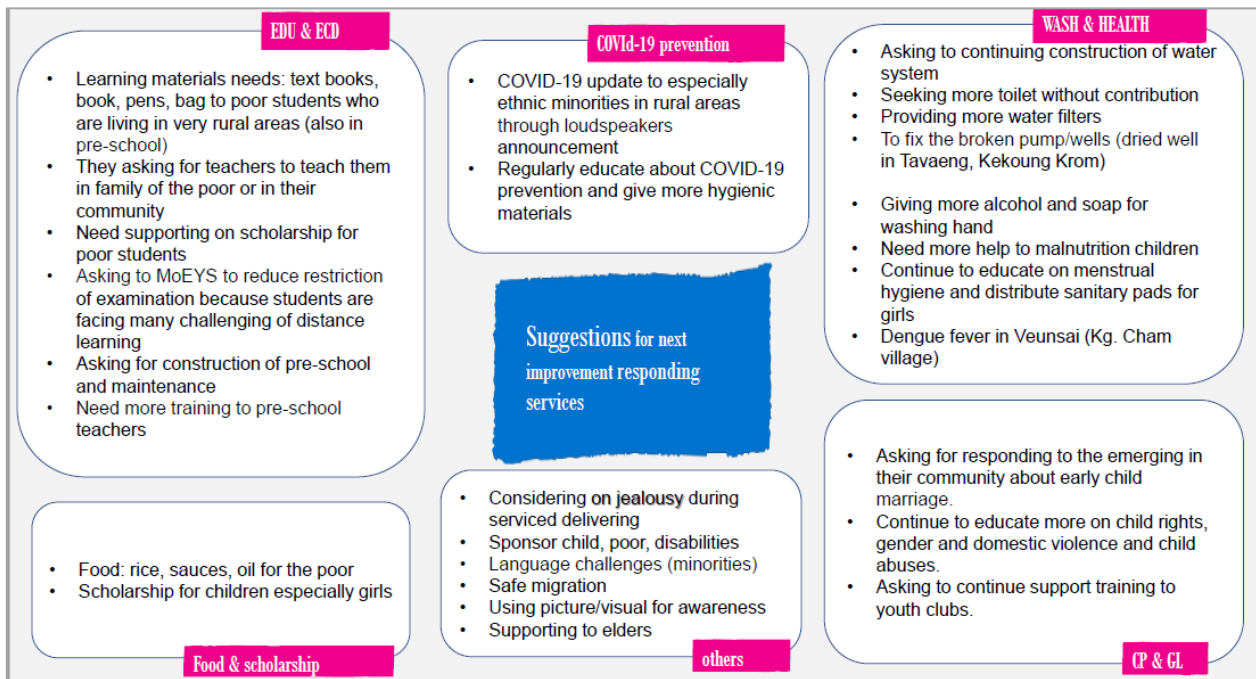 EDU & ECD
• Learning materials needs: text books,
book, pens, bag to poor students who
are living in very rural areas (also in
pre-school)
• They asking for teachers to teach them
in family of the poor or in their
community
• Need supporting on scholarship for
poor students
• Asking to MoEYS to reduce restriction
of examination because students are
facing many challenging of distance
learning
• Asking for construction of pre-school
and maintenance
• Need more training to pre-school
teachers
COVId-19 prevention
• COVID-19 update to especially
ethnic minorities in rural areas
through loudspeakers
announcement
• Regularly educate about COVID-19
prevention and give more hygienic
materials
WASH & HEALTH
• Asking to continuing construction of water
system
• Seeking more toilet without contribution
• Providing more water filters
• To fix the broken pump/wells (dried well
in Tavaeng, Kekoung Krom)
• Giving more alcohol and soap for
washing hand
• Need more help to malnutrition children
• Continue to educate on menstrual
hygiene and distribute sanitary pads for
girls
• Dengue fever in Veunsai (Kg. Cham
village)
Suggestions for next
improvement responding
services
• Food: rice, sauces, oil for the poor
• Scholarship for children especially girls
Food & scholarship
• Considering on jealousy during
serviced delivering
• Sponsor child, poor, disabilities
• Language challenges (minorities)
• Safe migration
• Using picture/visual for awareness
• Supporting to elders
others
• Asking for responding to the emerging in
their community about early child
marriage.
• Continue to educate more on child rights,
gender and domestic violence and child
abuses.
• Asking to continue support training to
youth clubs.
CP & GL